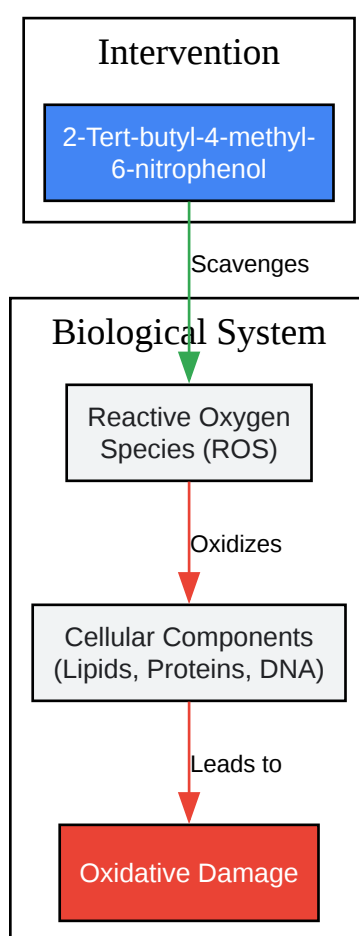 Intervention
2-Tert-butyl-4-methyl-
6-nitrophenol
Scavenges
Biological System
Reactive Oxygen
Species (ROS)
Oxidizes
Cellular Components
(Lipids, Proteins, DNA)
Leads to
Oxidative Damage